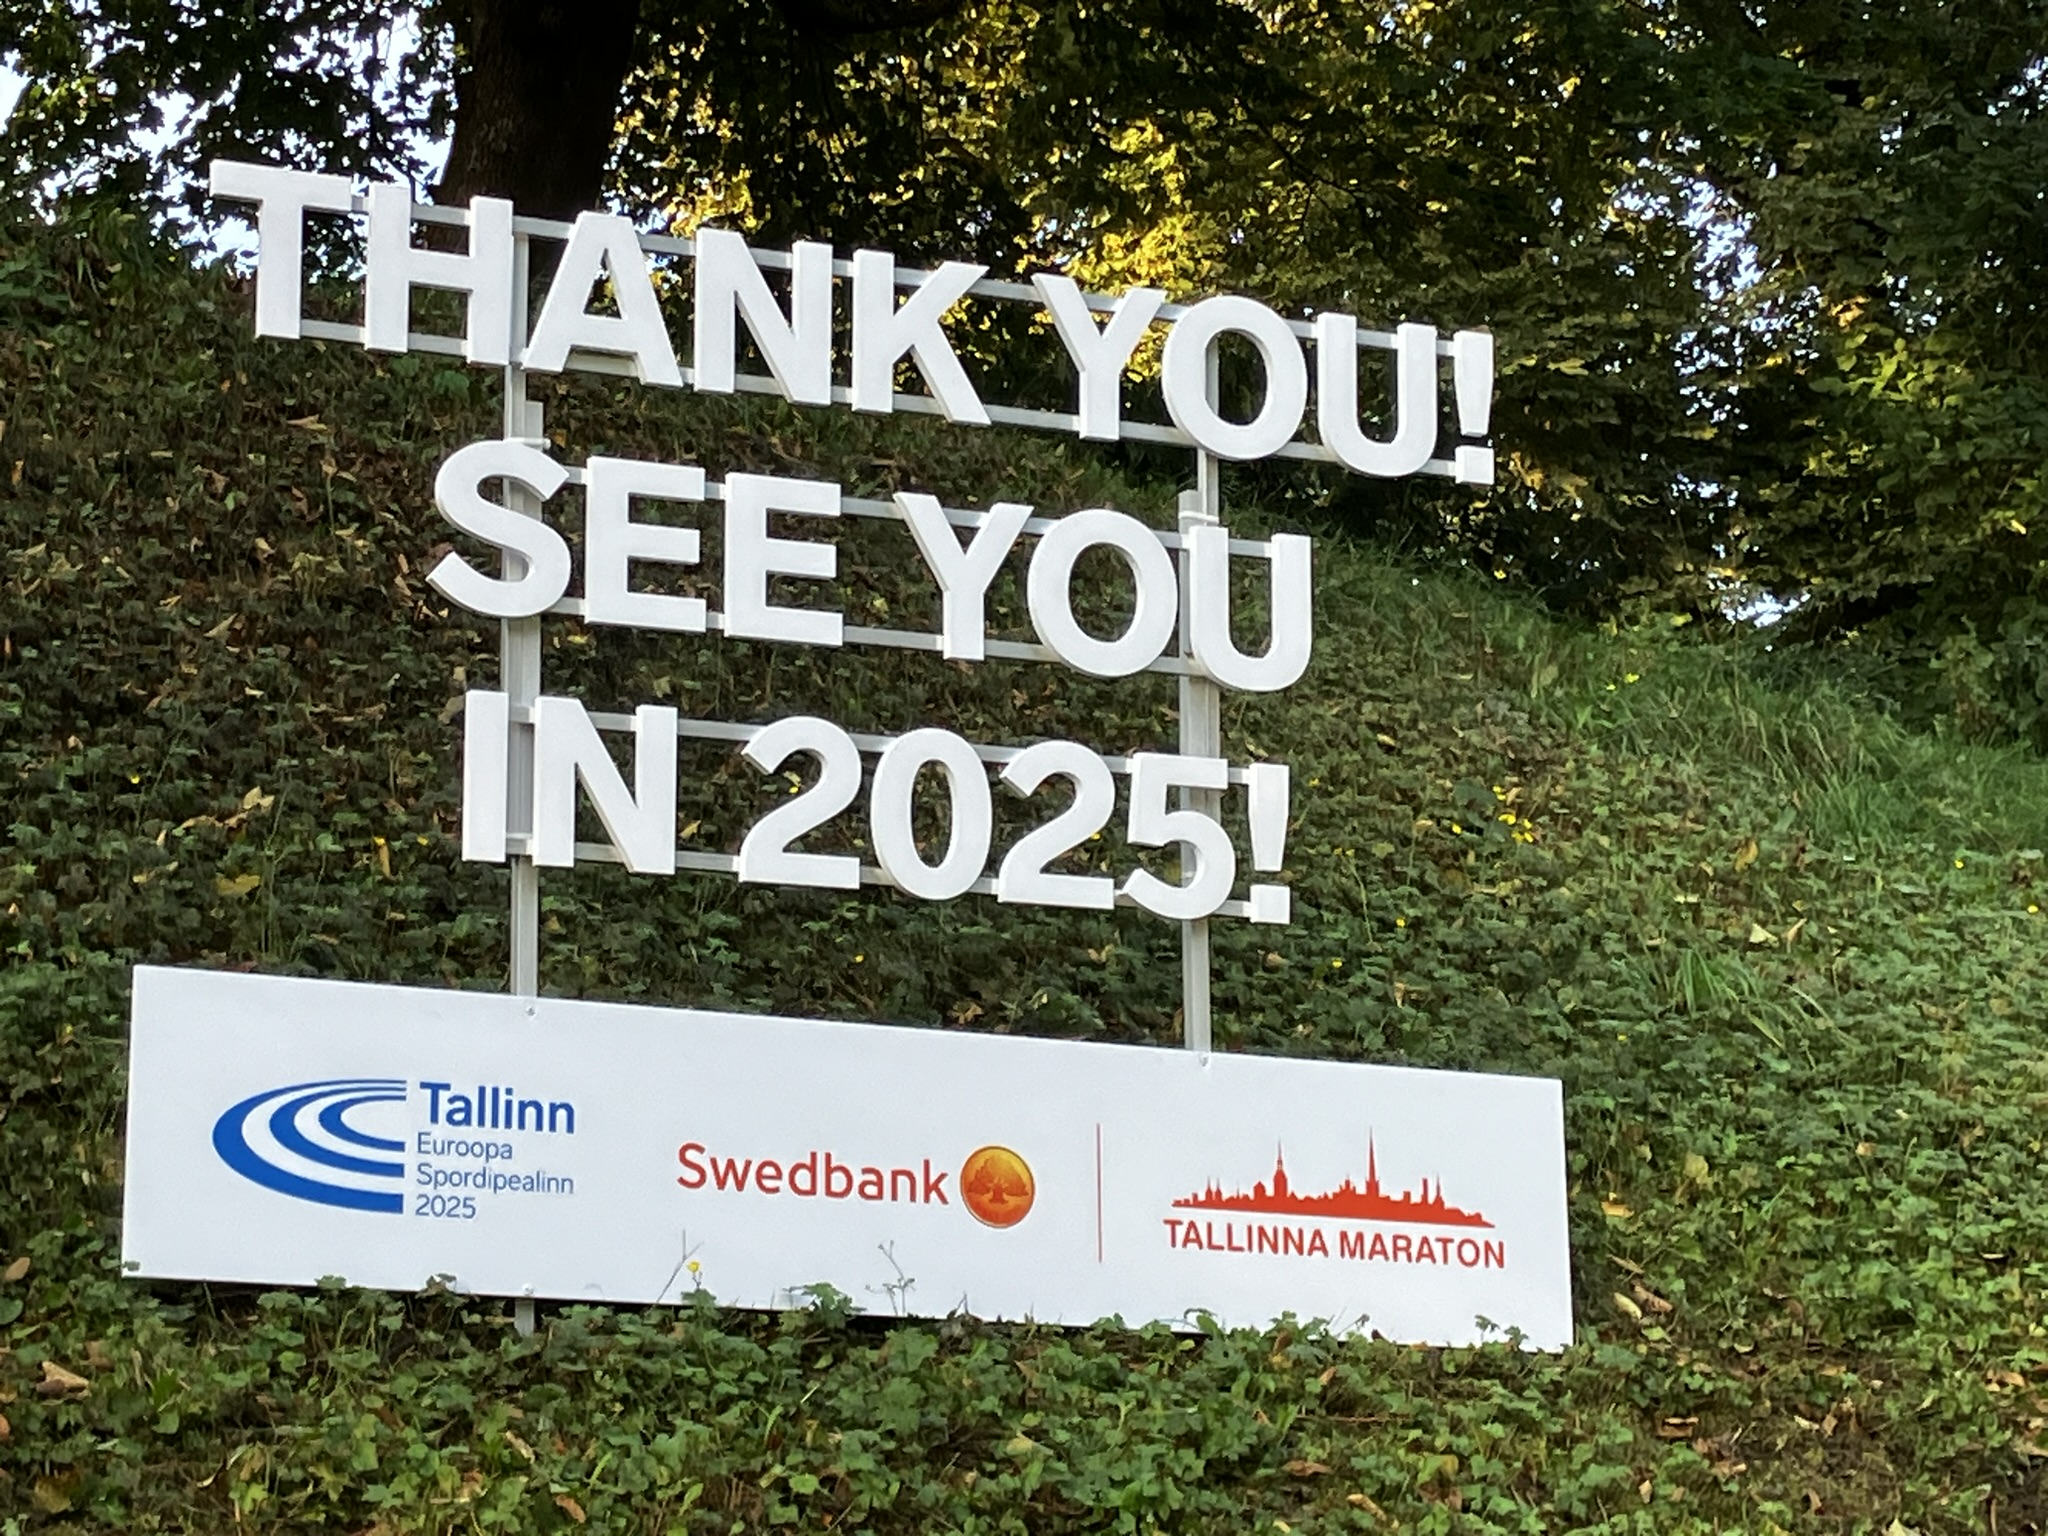 THANK YOU!
SEE YOU
IN 2025!
Tallinn
Euroopa
Spordipealinn
2025
Swedbank
TALLINNA MARATON